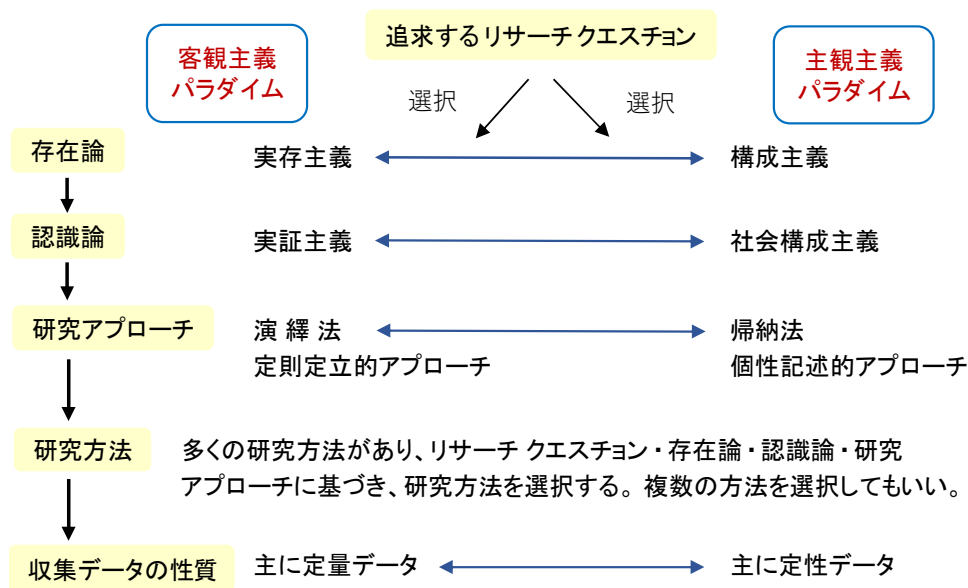 追求するリサーチ クエスチョン
客観主義
パラダイム
主観主義
パラダイム
選択
選択
存在論
実存主義
構成主義
認識論
実証主義
社会構成主義
研究アプローチ
演 繹 法
帰納法
定則定立的アプローチ
個性記述的アプローチ
研究方法
多くの研究方法があり、リサーチ クエスチョン・存在論・認識論・研究
アプローチに基づき、研究方法を選択する。複数の方法を選択してもいい。
収集データの性質
主に定量データ
主に定性データ